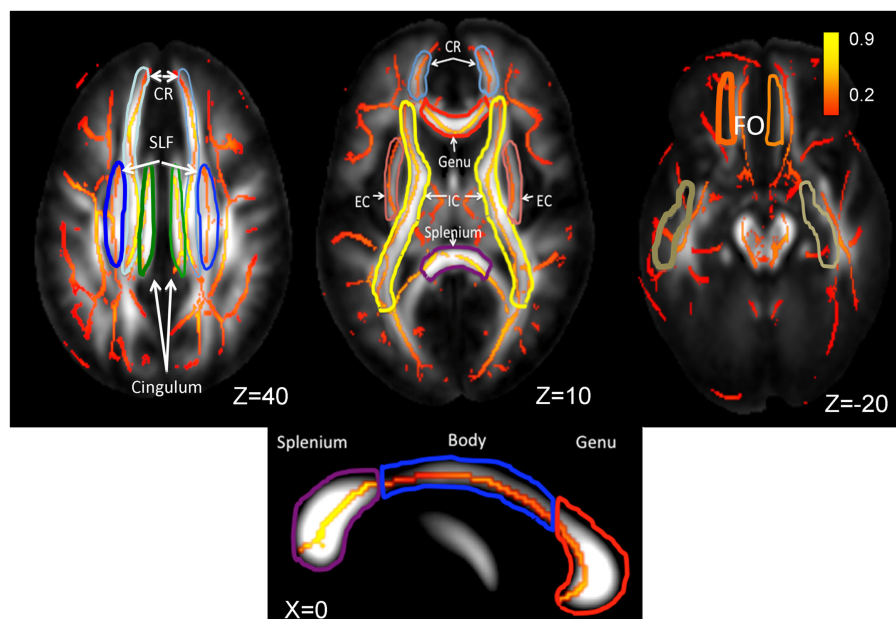 CR
SLF
Cingulum
Z=40
CR
Genu
EC
IC
EC
Splenium
Z=10
0.9
0.2
FO
Z=-20
Splenium
Body
Genu
X=0